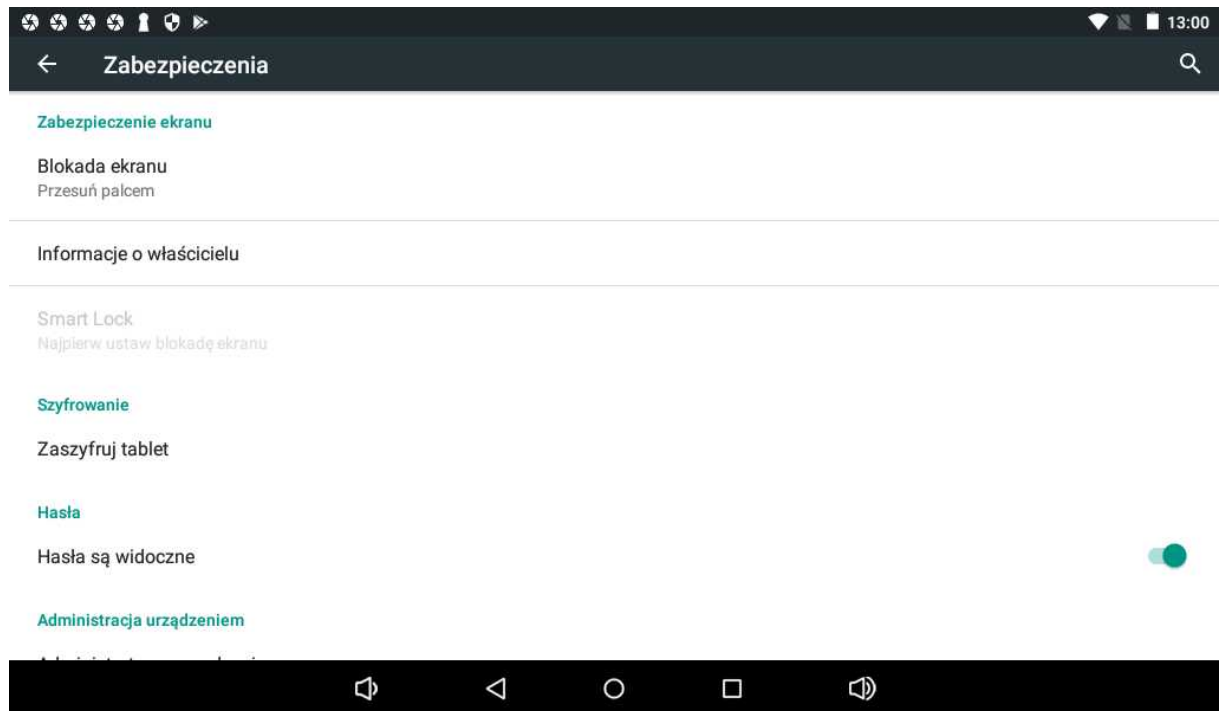 13:00
Zabezpieczenia
Zabezpieczenie ekranu
Blokada ekranu
Przesuń palcem
Informacje o właścicielu
Smart Lock
Najpierw ustaw blokadę ekranu
Szyfrowanie
Zaszyfruj tablet
Hasła
Hasła są widoczne
Administracja urządzeniem